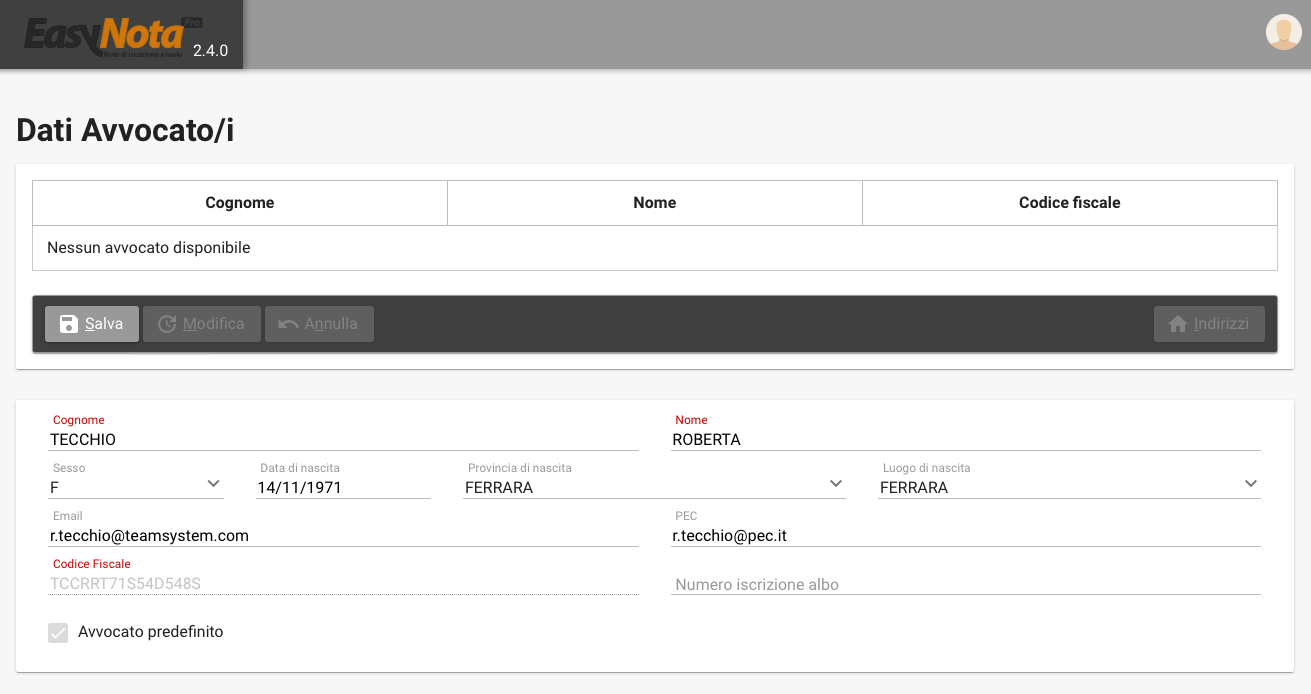 EasyNota Pro
Nota di iscrizione a ruolo
2.4.0
Dati Avvocato/i
Cognome Nome Codice fiscale
Nessun avvocato disponibile
Salva Modifica Annulla Indirizzi
Cognome Nome
TECCHIO ROBERTA
Sesso Data di nascita Provincia di nascita Luogo di nascita
F 14/11/1971 FERRARA FERRARA
Email PEC
r.tecchio@teamsystem.com r.tecchio@pec.it
Codice Fiscale
TCCRRT71S54D548S Numero iscrizione albo
Avvocato predefinito